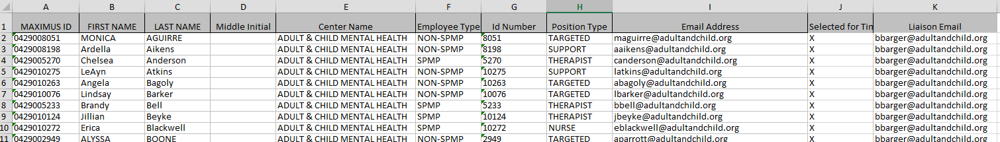 A B C D E F G H I J K
1 MAXIMUS ID FIRST NAME LAST NAME Middle Initial Center Name Employee Type Id Number Position Type Email Address Selected for Tin Liaison Email
2 0429008051 MONICA AGUIRRE ADULT & CHILD MENTAL HEALTH NON-SPMP 8051 TARGETED maguirre@adultandchild.org X bbarger@adultandchild.org
3 0429008198 Ardella Aikens ADULT & CHILD MENTAL HEALTH NON-SPMP 8198 SUPPORT aaikens@adultandchild.org X bbarger@adultandchild.org
4 0429005270 Chelsea Anderson ADULT & CHILD MENTAL HEALTH SPMP 5270 THERAPIST canderson@adultandchild.org X bbarger@adultandchild.org
5 0429010275 LeAyn Atkins ADULT & CHILD MENTAL HEALTH NON-SPMP 10275 SUPPORT latkins@adultandchild.org X bbarger@adultandchild.org
6 0429010263 Angela Bagoly ADULT & CHILD MENTAL HEALTH NON-SPMP 10263 TARGETED abagoly@adultandchild.org X bbarger@adultandchild.org
7 0429010076 Lindsay Barker ADULT & CHILD MENTAL HEALTH NON-SPMP 10076 TARGETED lbarker@adultandchild.org X bbarger@adultandchild.org
8 0429005233 Brandy Bell ADULT & CHILD MENTAL HEALTH SPMP 5233 THERAPIST bbell@adultandchild.org X bbarger@adultandchild.org
9 0429010124 Jillian Beyke ADULT & CHILD MENTAL HEALTH SPMP 10124 THERAPIST jbeyke@adultandchild.org X bbarger@adultandchild.org
10 0429010272 Erica Blackwell ADULT & CHILD MENTAL HEALTH SPMP 10272 NURSE eblackwell@adultandchild.org X bbarger@adultandchild.org
11 0429002949 ALYSSA BOONE ADULT & CHILD MENTAL HEALTH NON-SPMP 2949 TARGETED aparrott@adultandchild.org X bbarger@adultandchild.org